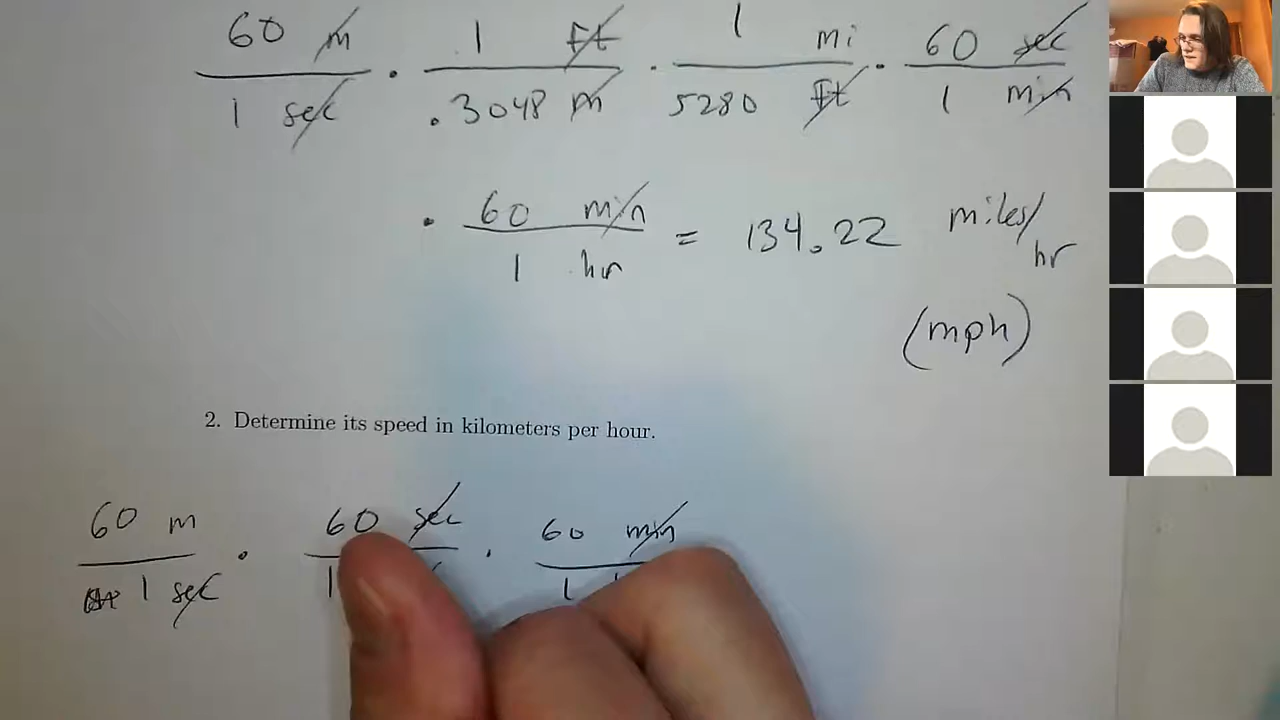 60 m/1 sec · 1 ft/.3048 m · 1 mi/5280 ft · 60 sec/1 min
· 60 min/1 hr = 134.22 miles/hr
(mph)
2. Determine its speed in kilometers per hour.
60 m/1 sec · 60 sec/1 · 60 min/1